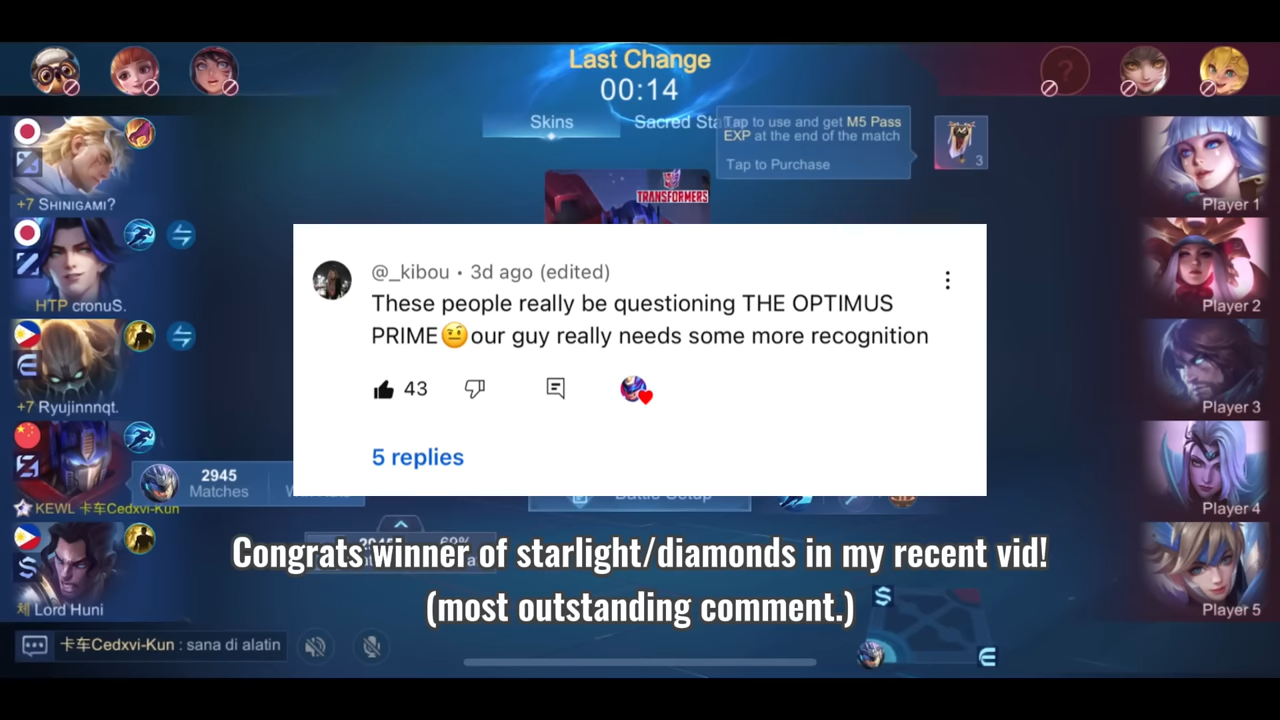 Last Change
00:14
Skins
Sacred Sta
Tap to use and get M5 Pass
EXP at the end of the match
Tap to Purchase
3
TRANSFORMERS
+7 SHINIGAMI?
HTP cronuS.
+7 Ryujinnnqt.
2945
Matches
KEWL 卡车Cedxvi-Kun
Lord Huni
卡车Cedxvi-Kun : sana di alatin
@_kibou • 3d ago (edited)
These people really be questioning THE OPTIMUS
PRIME🤨our guy really needs some more recognition
43
5 replies
Battle Setup
2945
69%
Congrats winner of starlight/diamonds in my recent vid!
(most outstanding comment.)
Player 1
Player 2
Player 3
Player 4
Player 5